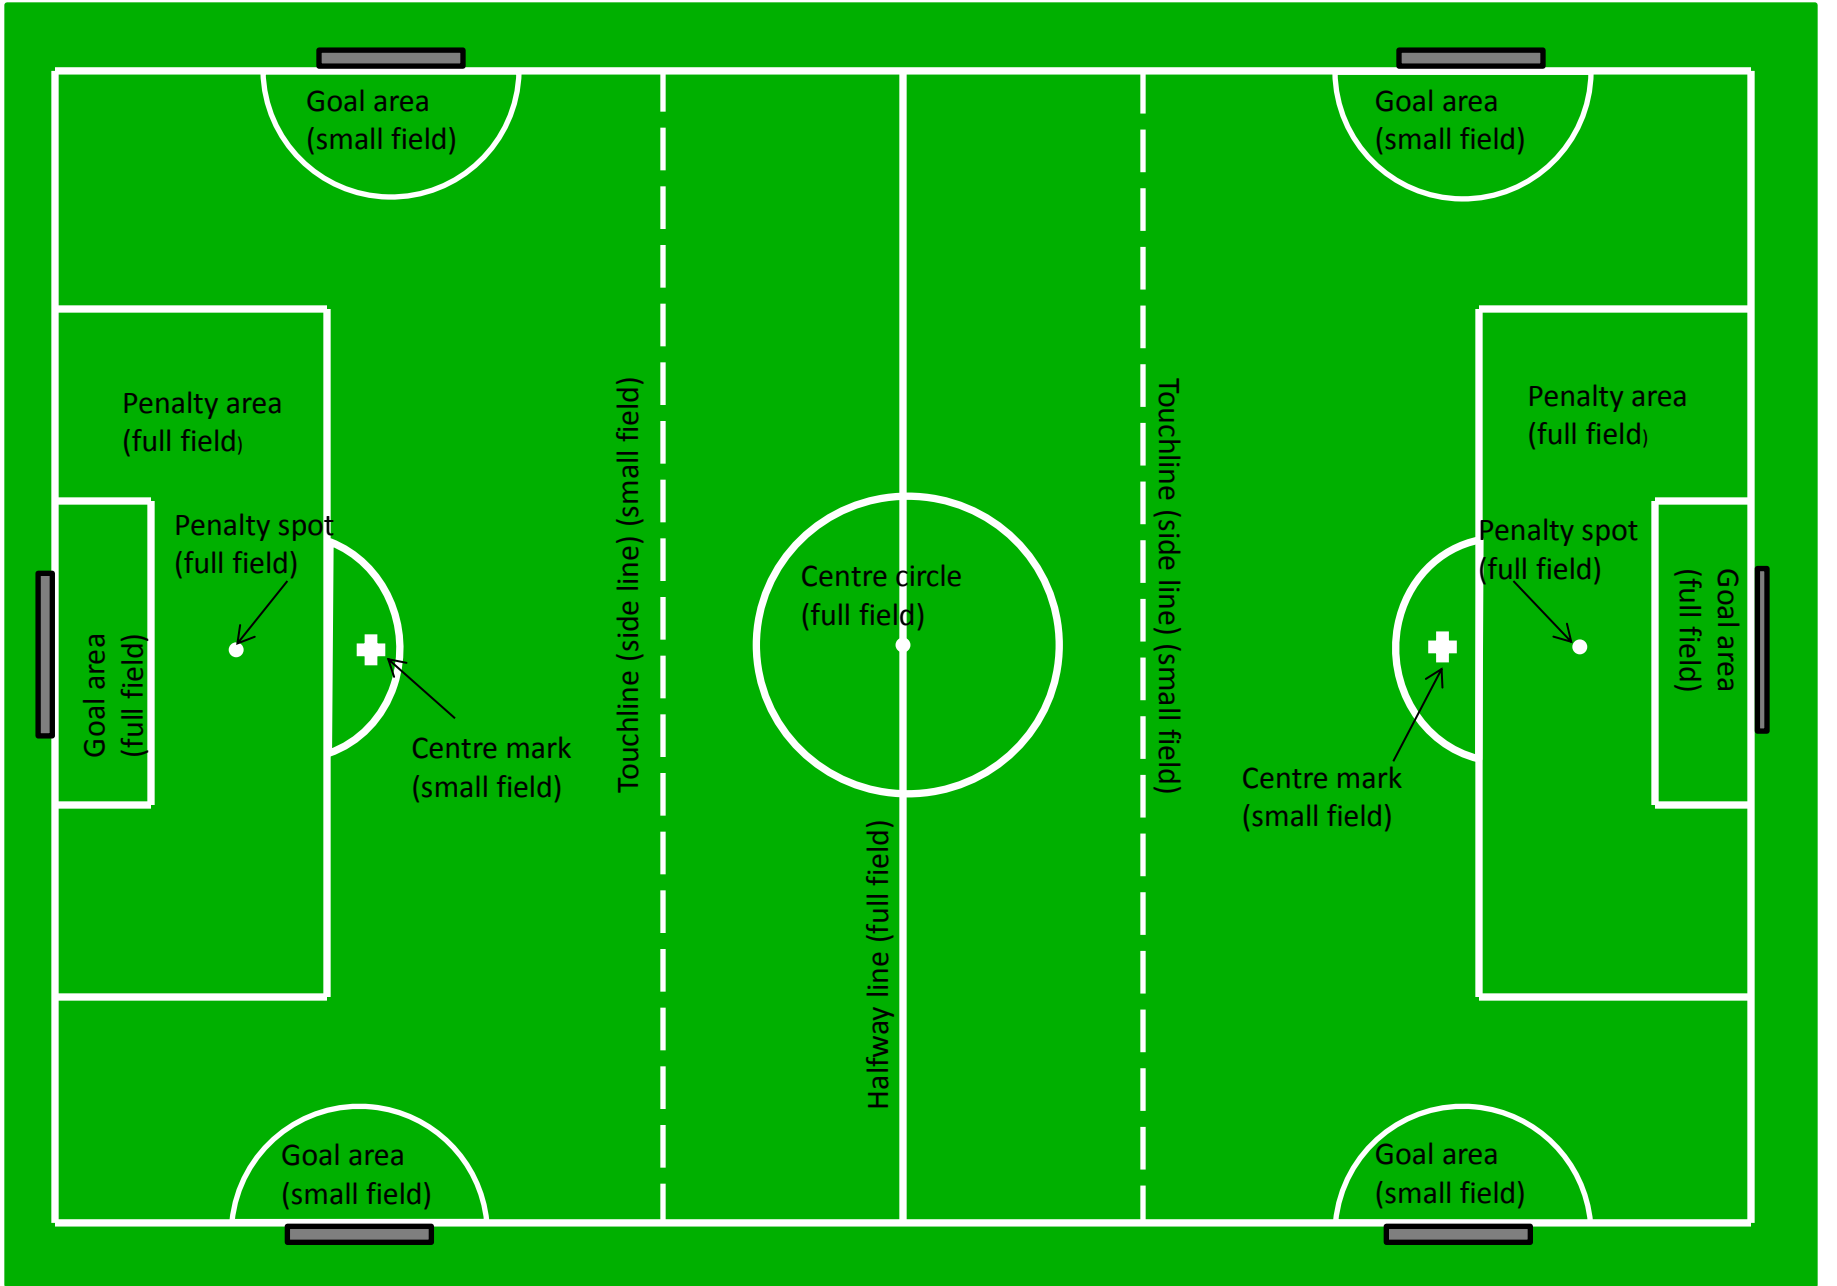 Goal area
(small field)
Goal area
(small field)
Penalty area
(full field)
Penalty spot
(full field)
Goal area
(full field)
Centre mark
(small field)
Touchline (side line) (small field)
Centre circle
(full field)
Halfway line (full field)
Touchline (side line) (small field)
Penalty area
(full field)
Penalty spot
(full field)
Goal area
(full field)
Centre mark
(small field)
Goal area
(small field)
Goal area
(small field)